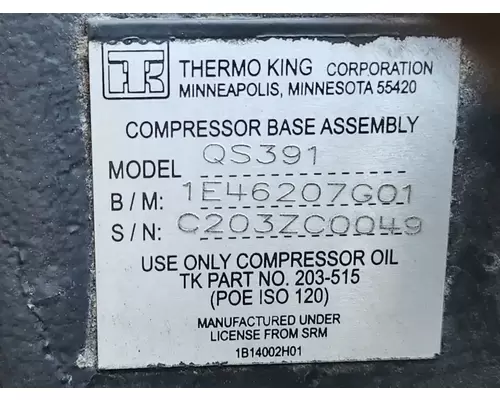 TK
THERMO KING CORPORATION
MINNEAPOLIS, MINNESOTA 55420
COMPRESSOR BASE ASSEMBLY
MODEL QS391
B / M: 1E46207G01
S / N: C203ZC0049
USE ONLY COMPRESSOR OIL
TK PART NO. 203-515
(POE ISO 120)
MANUFACTURED UNDER
LICENSE FROM SRM
1B14002H01